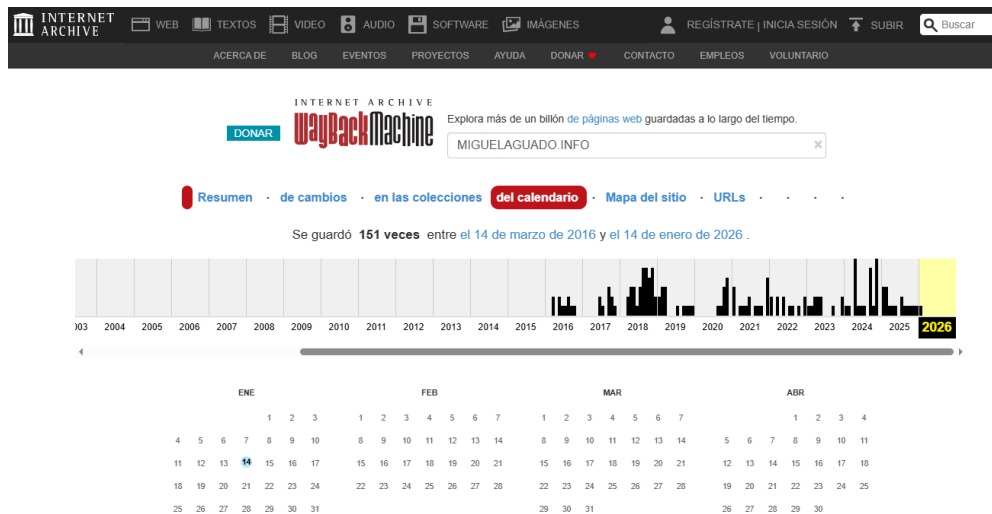 INTERNET ARCHIVE WEB TEXTOS VIDEO AUDIO SOFTWARE IMÁGENES REGÍSTRATE | INICIA SESIÓN SUBIR Buscar
ACERCA DE BLOG EVENTOS PROYECTOS AYUDA DONAR CONTACTO EMPLEOS VOLUNTARIO
DONAR
INTERNET ARCHIVE
WayBackMachine
Explora más de un billón de páginas web guardadas a lo largo del tiempo.
MIGUELAGUADO.INFO ×
Resumen · de cambios · en las colecciones del calendario · Mapa del sitio · URLs · · · ·
Se guardó 151 veces entre el 14 de marzo de 2016 y el 14 de enero de 2026 .
003 2004 2005 2006 2007 2008 2009 2010 2011 2012 2013 2014 2015 2016 2017 2018 2019 2020 2021 2022 2023 2024 2025 2026
ENE FEB MAR ABR
1 2 3 1 2 3 4 5 6 7 1 2 3 4 5 6 7 1 2 3 4
4 5 6 7 8 9 10 8 9 10 11 12 13 14 8 9 10 11 12 13 14 5 6 7 8 9 10 11
11 12 13 14 15 16 17 15 16 17 18 19 20 21 15 16 17 18 19 20 21 12 13 14 15 16 17 18
18 19 20 21 22 23 24 22 23 24 25 26 27 28 22 23 24 25 26 27 28 19 20 21 22 23 24 25
25 26 27 28 29 30 31 29 30 31 26 27 28 29 30